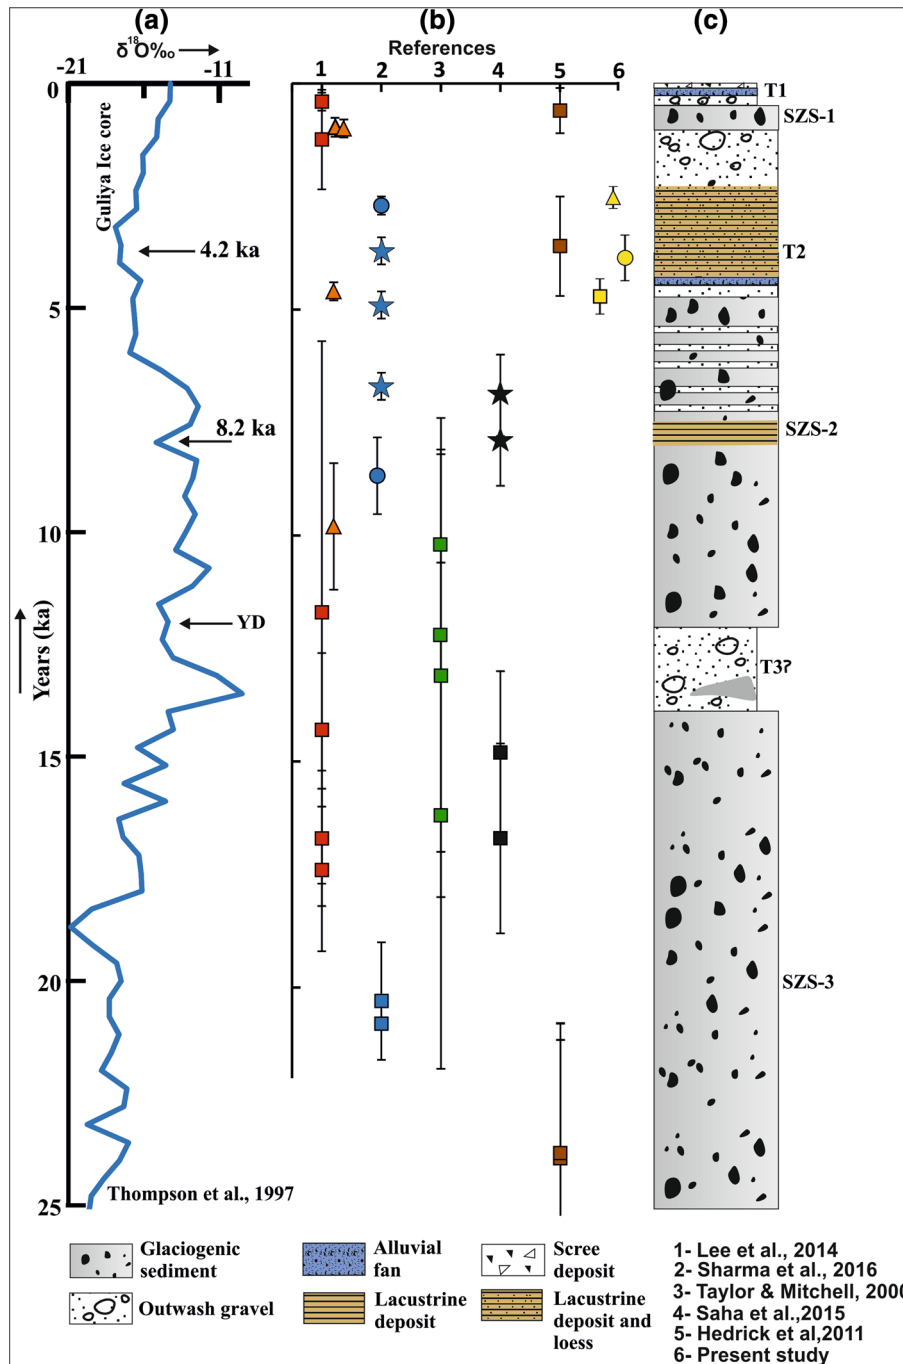 (a)
(b)
(c)
δ18O‰
References
-21
-11
1
2
3
4
5
6
0
5
10
15
20
25
Years (ka)
Guliya Ice core
4.2 ka
8.2 ka
YD
Thompson et al., 1997
T1
SZS-1
T2
SZS-2
T3?
SZS-3
Glaciogenic
sediment
Outwash gravel
Alluvial
fan
Lacustrine
deposit
Scree
deposit
Lacustrine
deposit and
loess
1- Lee et al., 2014
2- Sharma et al., 2016
3- Taylor & Mitchell, 2000
4- Saha et al.,2015
5- Hedrick et al,2011
6- Present study